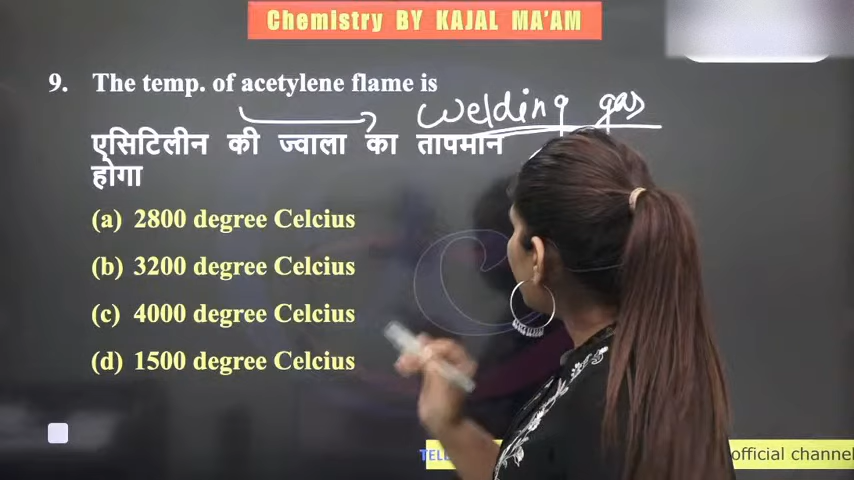 Chemistry BY KAJAL MA'AM
9. The temp. of acetylene flame is
welding gas
एसिटिलीन की ज्वाला का तापमान
होगा
(a) 2800 degree Celcius
(b) 3200 degree Celcius
(c) 4000 degree Celcius
(d) 1500 degree Celcius
official channel